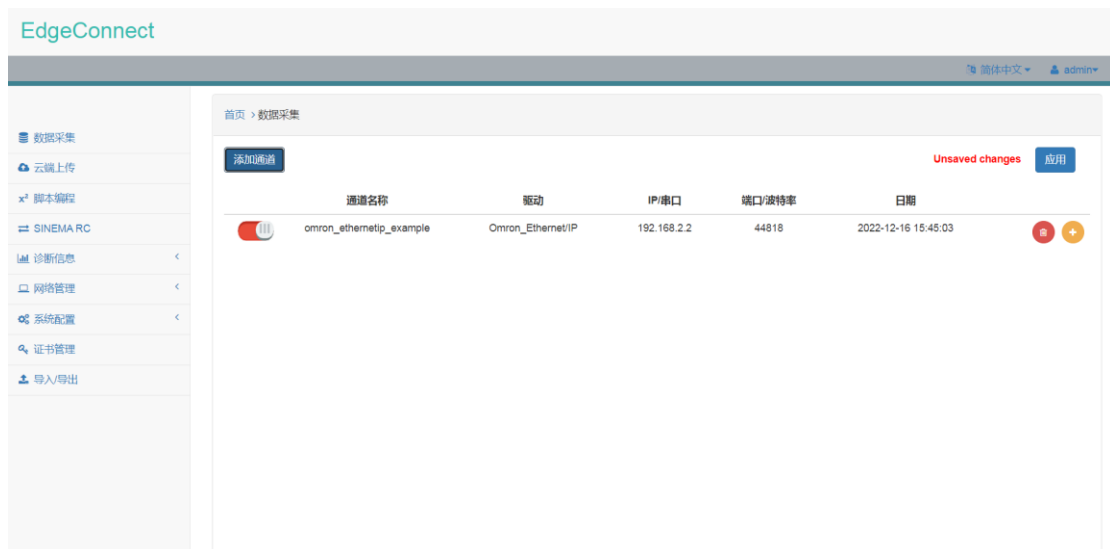 EdgeConnect
简体中文 admin
首页 > 数据采集
数据采集
云端上传
x² 脚本编程
SINEMA RC
诊断信息
网络管理
系统配置
证书管理
导入/导出
添加通道 Unsaved changes 应用
通道名称 驱动 IP/串口 端口/波特率 日期
omron_ethernetip_example Omron_Ethernet/IP 192.168.2.2 44818 2022-12-16 15:45:03